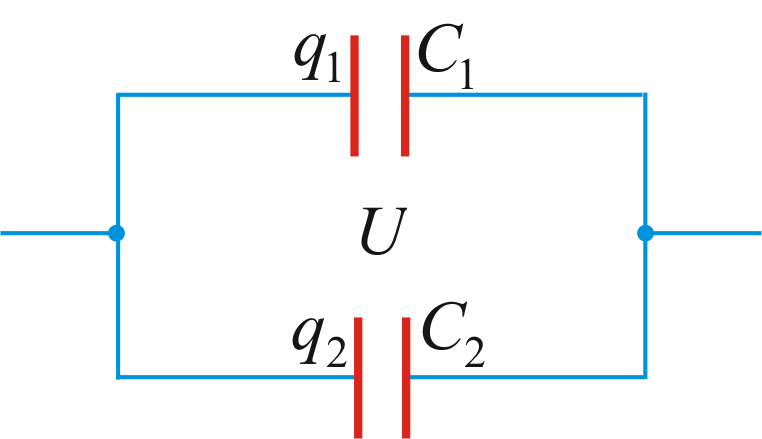 q₁ C₁
U
q₂ C₂